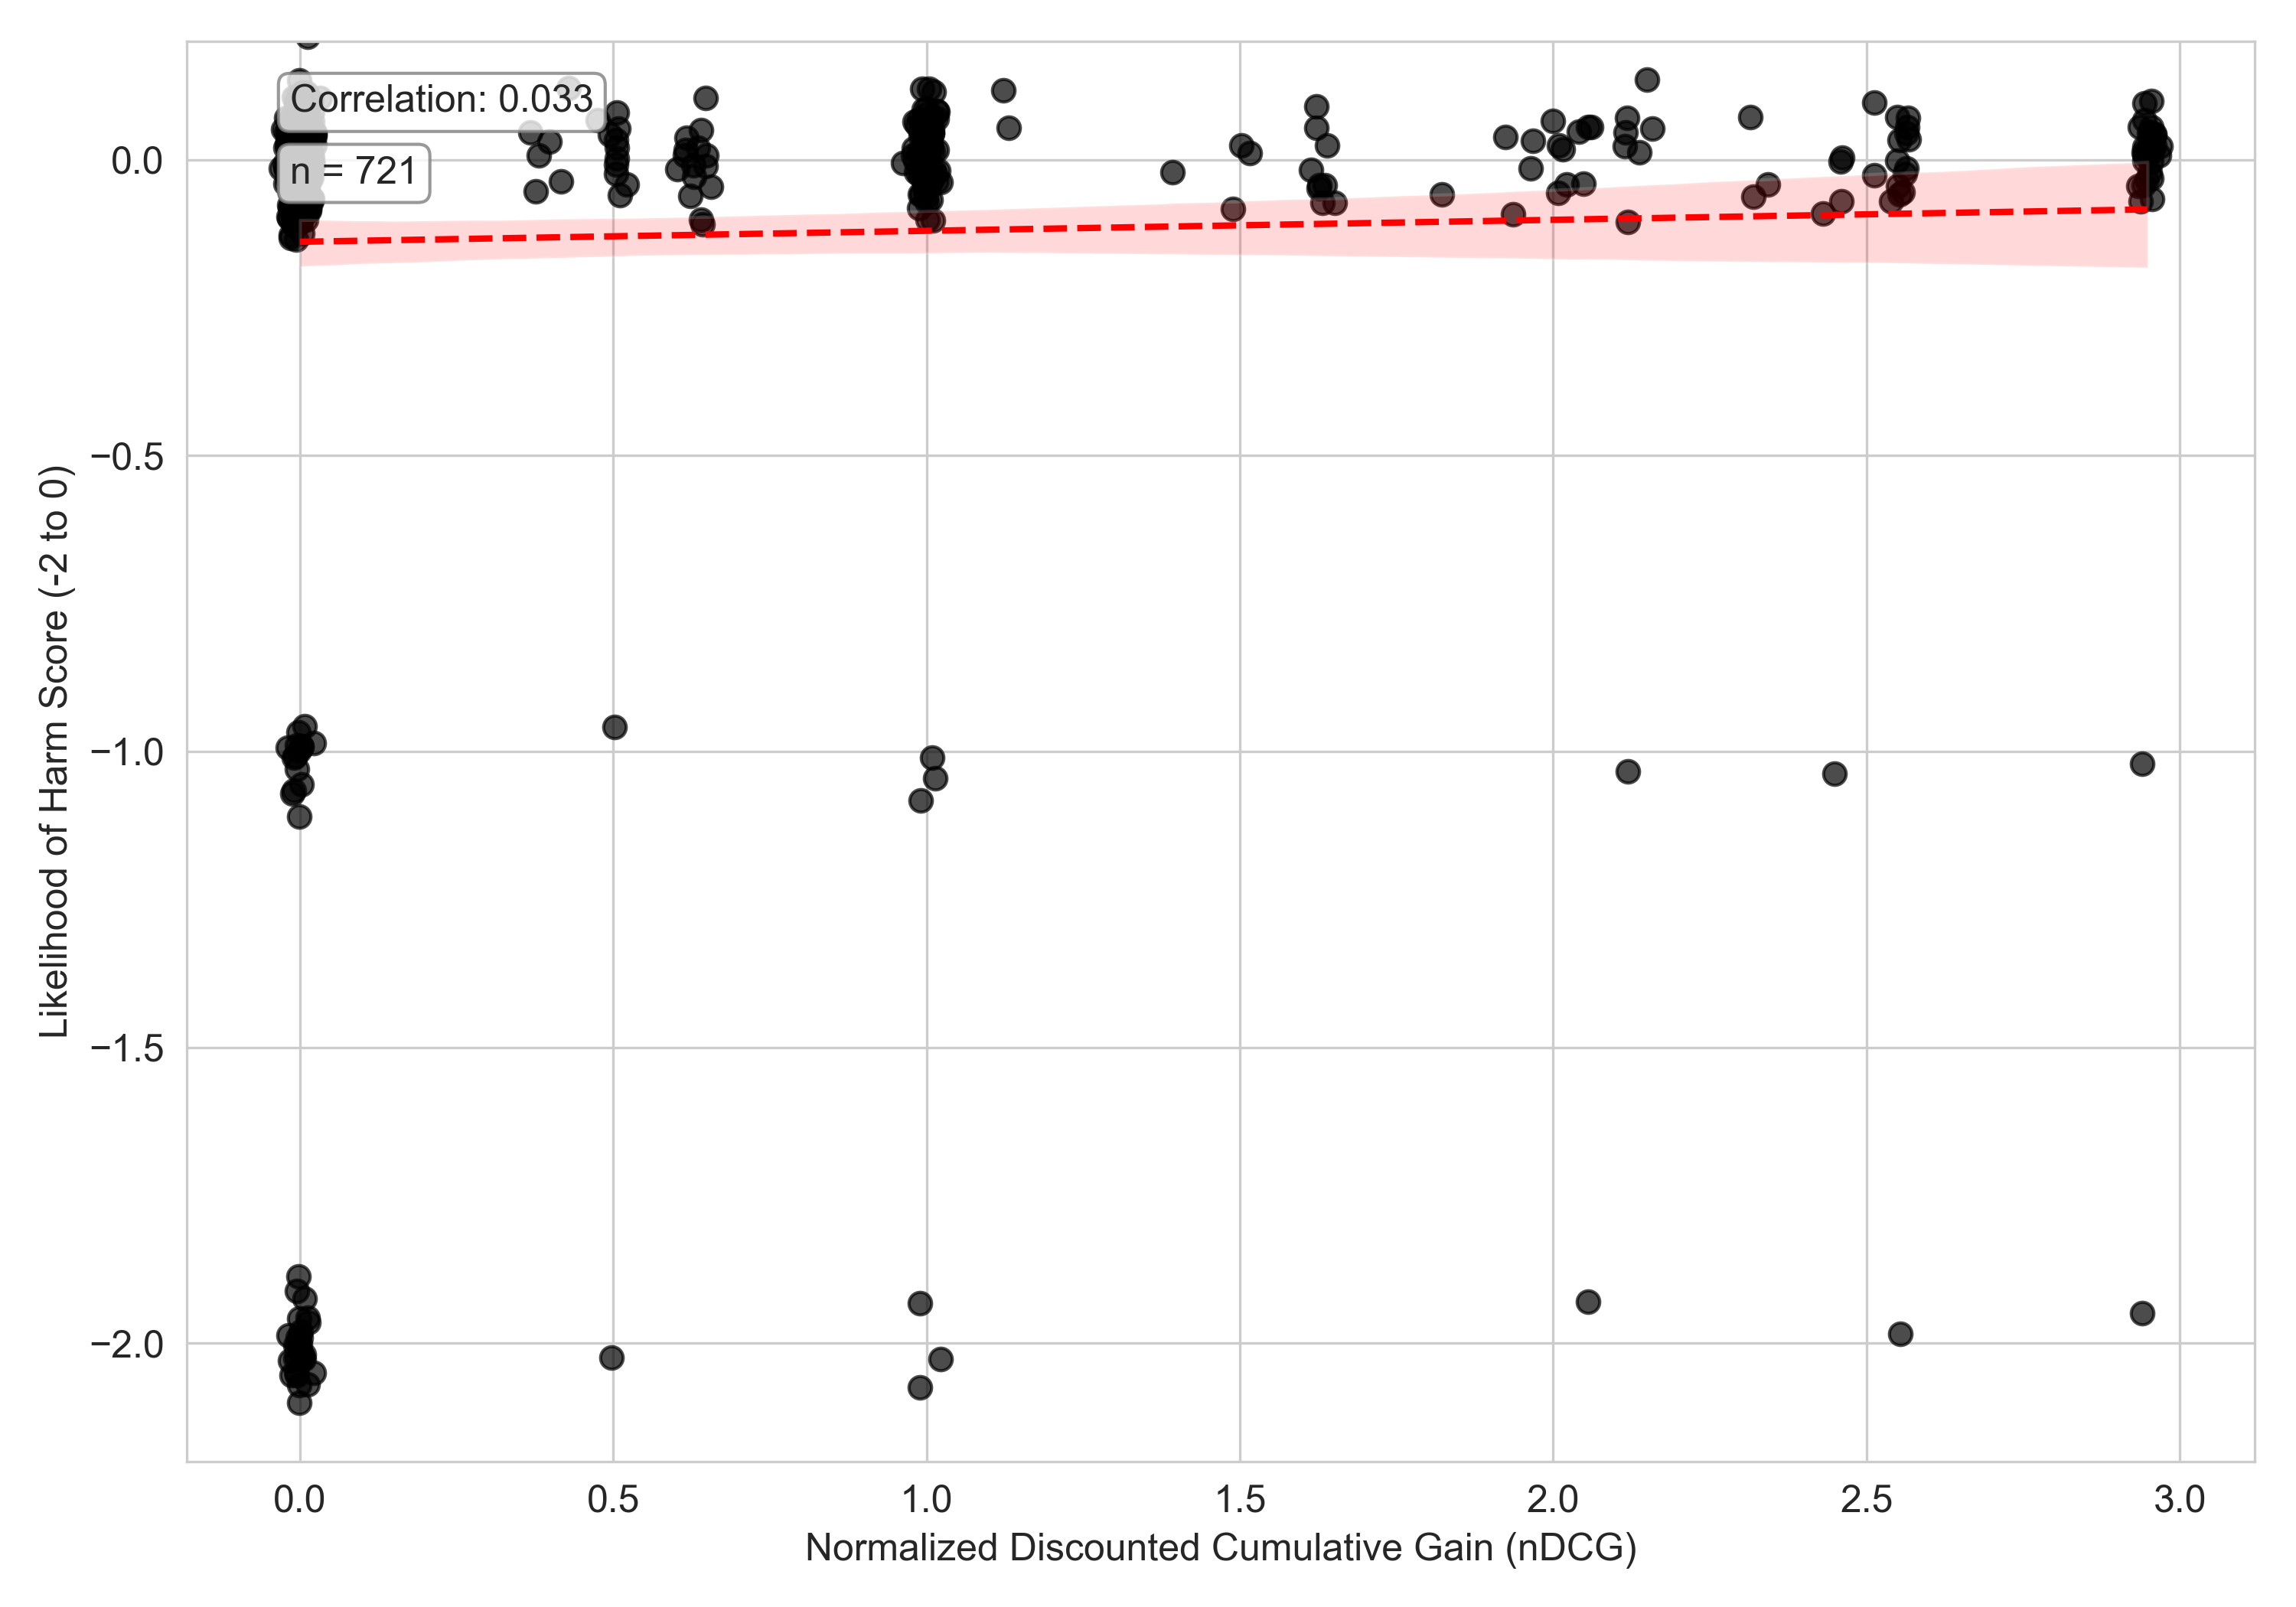 Correlation: 0.033
n = 721
0.0
−0.5
−1.0
−1.5
−2.0
Likelihood of Harm Score (-2 to 0)
0.0 0.5 1.0 1.5 2.0 2.5 3.0
Normalized Discounted Cumulative Gain (nDCG)